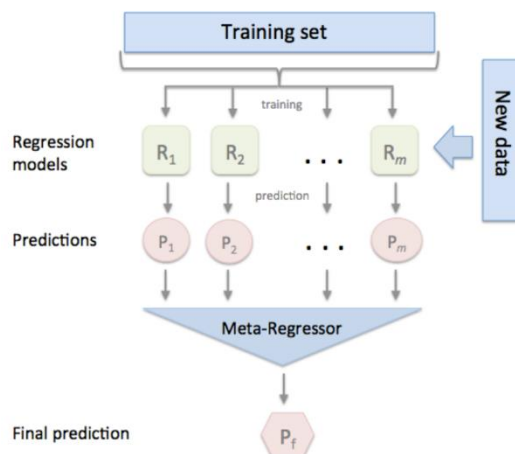 Training set
training
New data
Regression
models
R1 R2 . . . Rm
prediction
Predictions
P1 P2 . . . Pm
Meta-Regressor
Final prediction
Pf